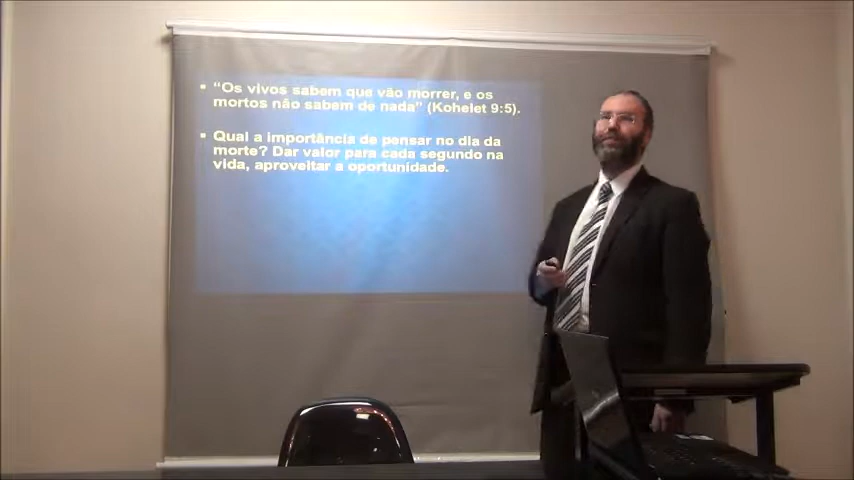 • “Os vivos sabem que vão morrer, e os
mortos não sabem de nada” (Kohelet 9:5).
• Qual a importância de pensar no dia da
morte? Dar valor para cada segundo na
vida, aproveitar a oportunidade.